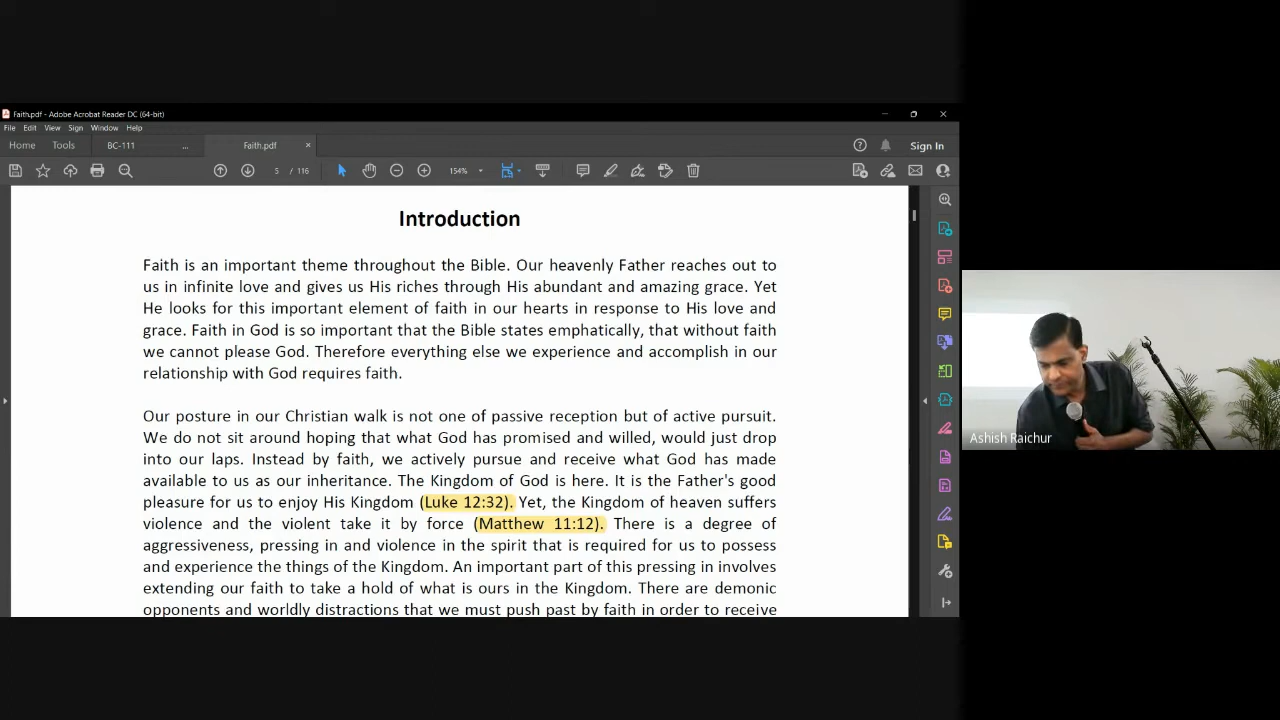 Faith.pdf - Adobe Acrobat Reader DC (64-bit)
File Edit View Sign Window Help
Home Tools BC-111 ... Faith.pdf × Sign In
5 / 116 154%
Introduction
Faith is an important theme throughout the Bible. Our heavenly Father reaches out to
us in infinite love and gives us His riches through His abundant and amazing grace. Yet
He looks for this important element of faith in our hearts in response to His love and
grace. Faith in God is so important that the Bible states emphatically, that without faith
we cannot please God. Therefore everything else we experience and accomplish in our
relationship with God requires faith.
Our posture in our Christian walk is not one of passive reception but of active pursuit.
We do not sit around hoping that what God has promised and willed, would just drop
into our laps. Instead by faith, we actively pursue and receive what God has made
available to us as our inheritance. The Kingdom of God is here. It is the Father's good
pleasure for us to enjoy His Kingdom (Luke 12:32). Yet, the Kingdom of heaven suffers
violence and the violent take it by force (Matthew 11:12). There is a degree of
aggressiveness, pressing in and violence in the spirit that is required for us to possess
and experience the things of the Kingdom. An important part of this pressing in involves
extending our faith to take a hold of what is ours in the Kingdom. There are demonic
opponents and worldly distractions that we must push past by faith in order to receive
Ashish Raichur